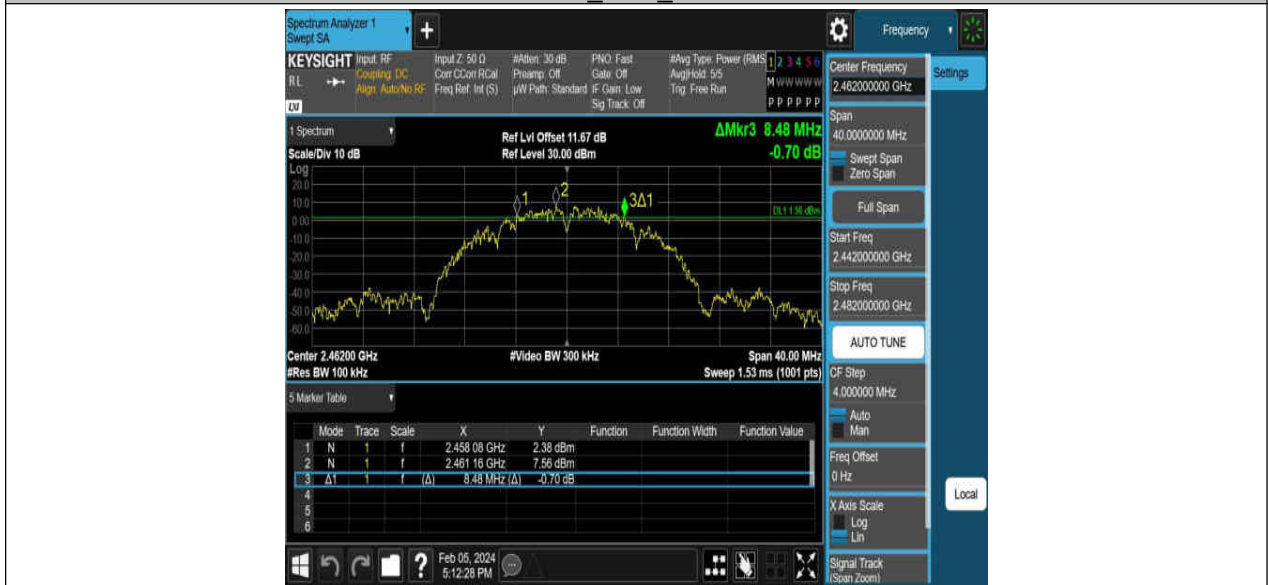 Spectrum Analyzer 1
Swept SA
+
Frequency
KEYSIGHT
RL
LXI
Input: RF
Coupling: DC
Align: Auto/No RF
Input Z: 50 Ω
Corr CCorr RCal
Freq Ref: Int (S)
#Atten: 30 dB
Preamp: Off
µW Path: Standard
PNO: Fast
Gate: Off
IF Gain: Low
Sig Track: Off
#Avg Type: Power (RMS
Avg|Hold: 5/5
Trig: Free Run
1 2 3 4 5 6
M W W W W W
P P P P P P
Center Frequency
2.462000000 GHz
Settings
Span
40.0000000 MHz
Swept Span
Zero Span
Full Span
Start Freq
2.442000000 GHz
Stop Freq
2.482000000 GHz
AUTO TUNE
CF Step
4.000000 MHz
Auto
Man
Freq Offset
0 Hz
X Axis Scale
Log
Lin
Signal Track
(Span Zoom)
Local
1 Spectrum
Scale/Div 10 dB
Log
Ref Lvl Offset 11.67 dB
Ref Level 30.00 dBm
ΔMkr3 8.48 MHz
-0.70 dB
20.0
10.0
0.00
-10.0
-20.0
-30.0
-40.0
-50.0
-60.0
1
2
3Δ1
DL1 1.56 dBm
Center 2.46200 GHz
#Video BW 300 kHz
Span 40.00 MHz
#Res BW 100 kHz
Sweep 1.53 ms (1001 pts)
5 Marker Table
Mode Trace Scale X Y Function Function Width Function Value
1 N 1 f 2.458 08 GHz 2.38 dBm
2 N 1 f 2.461 16 GHz 7.56 dBm
3 Δ1 1 f (Δ) 8.48 MHz (Δ) -0.70 dB
4
5
6
?
Feb 05, 2024
5:12:28 PM